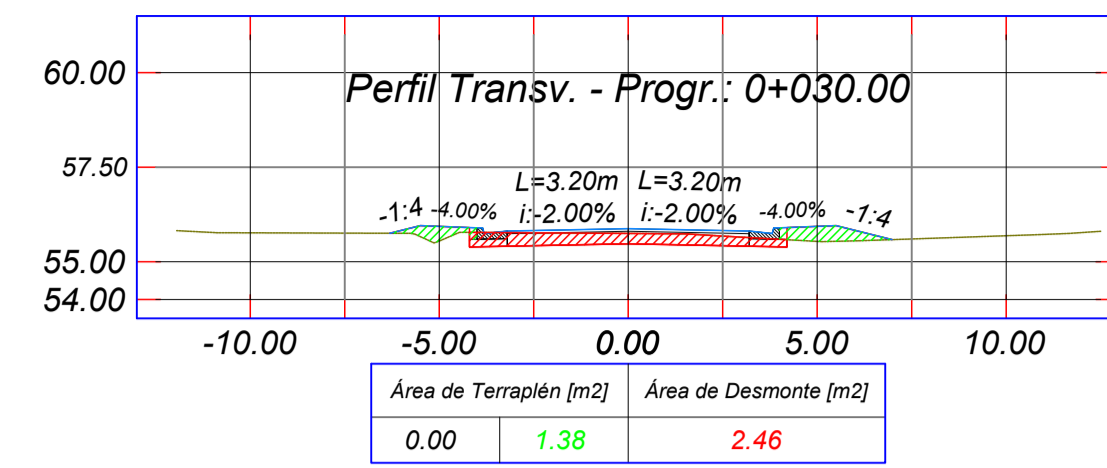 60.00
Perfil Transv. - Progr.: 0+030.00
57.50
L=3.20m L=3.20m
-1:4 -4.00% i:-2.00% i:-2.00% -4.00% -1:4
55.00
54.00
-10.00 -5.00 0.00 5.00 10.00
Área de Terraplén [m2] Área de Desmonte [m2]
0.00 1.38 2.46